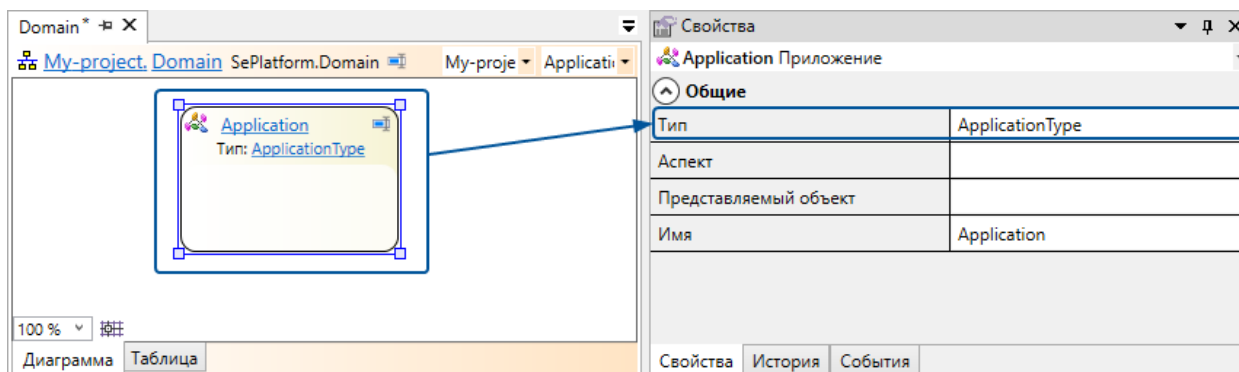 Domain*
My-project. Domain SePlatform.Domain My-proje Applicati
Application
Тип: ApplicationType
100 %
Диаграмма Таблица
Свойства
Application Приложение
Общие
Тип ApplicationType
Аспект
Представляемый объект
Имя Application
Свойства История События